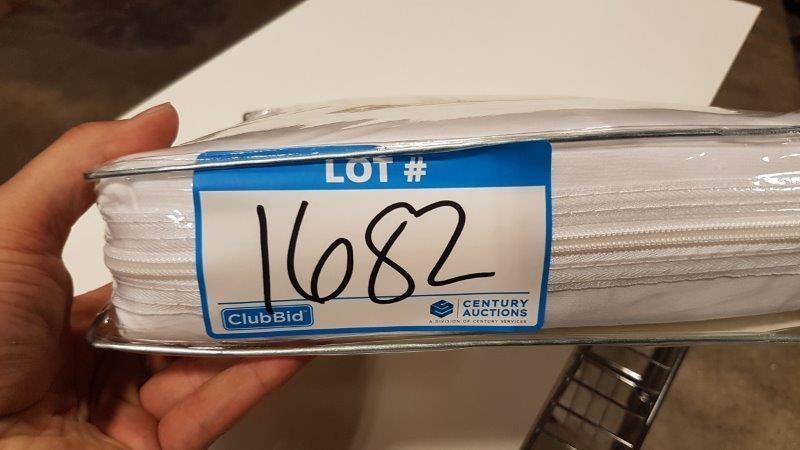 LOT #
1682
ClubBid
CENTURY
AUCTIONS
A DIVISION OF CENTURY SERVICES